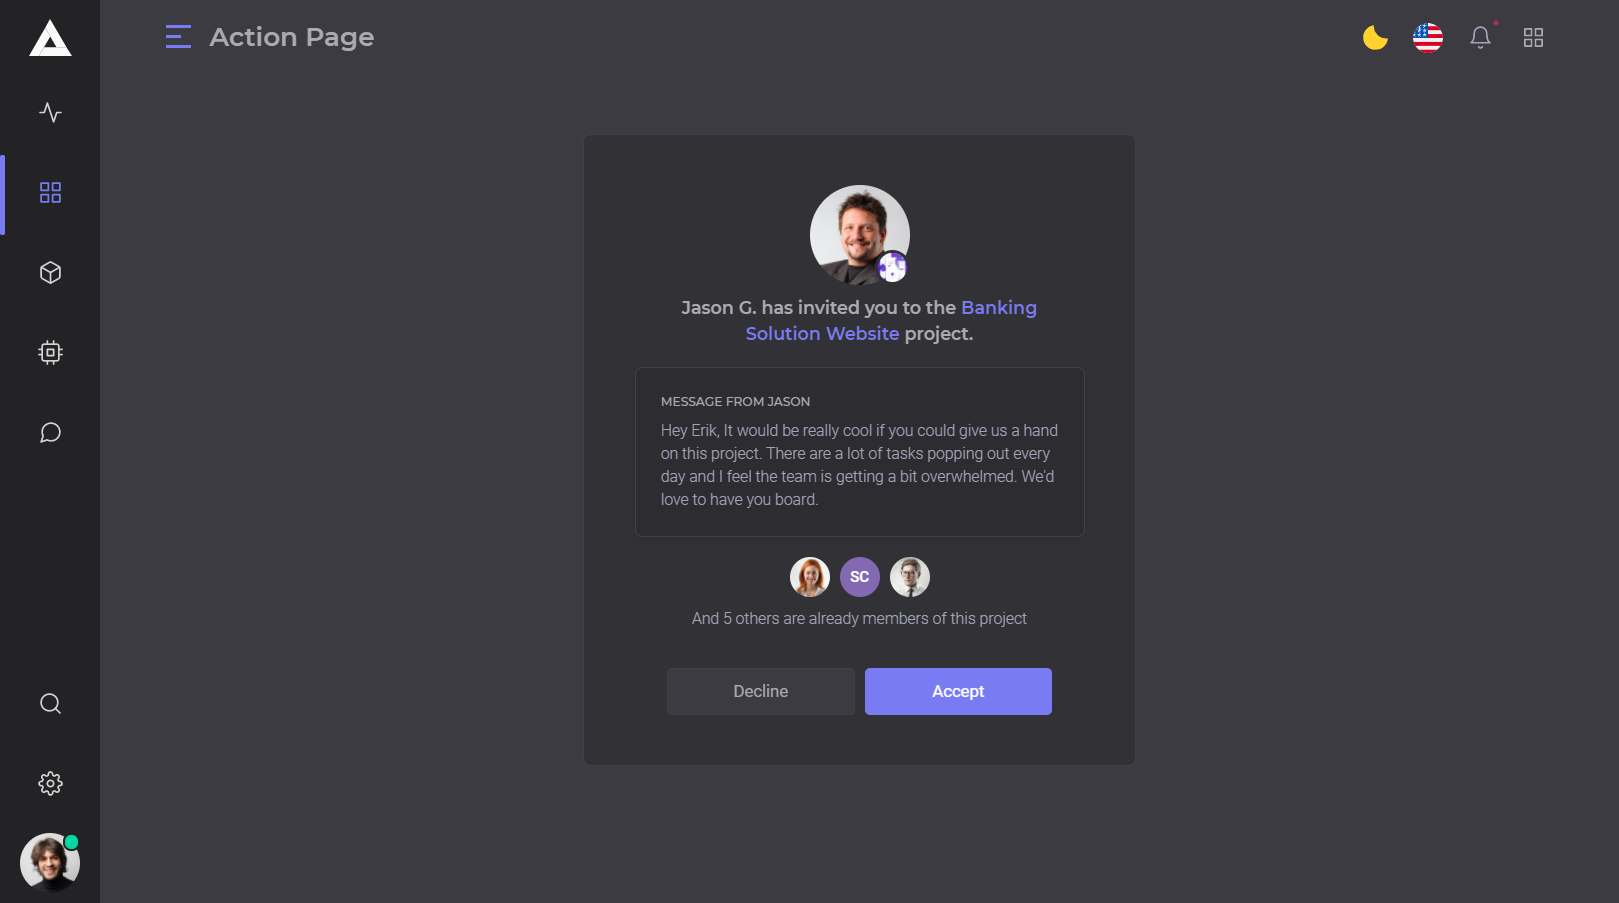 Action Page
Jason G. has invited you to the Banking
Solution Website project.
MESSAGE FROM JASON
Hey Erik, It would be really cool if you could give us a hand
on this project. There are a lot of tasks popping out every
day and I feel the team is getting a bit overwhelmed. We'd
love to have you board.
SC
And 5 others are already members of this project
Decline
Accept